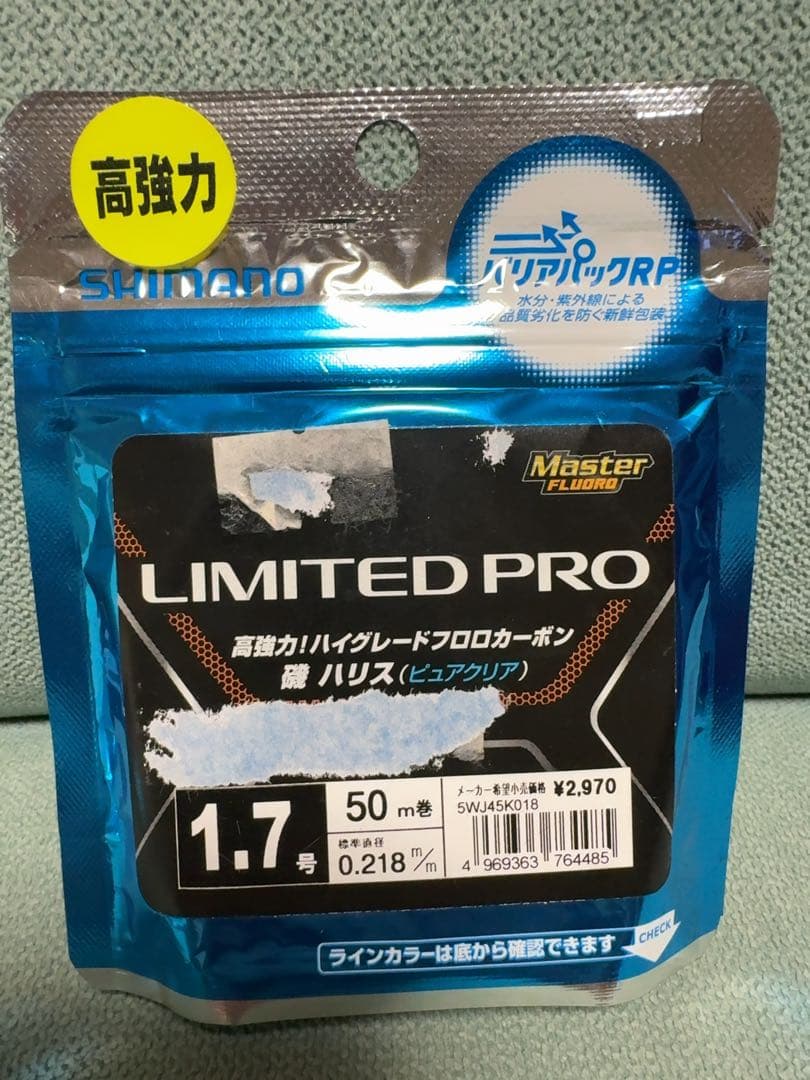 高強力
SHIMANO
バリアパックRP
水分・紫外線による
品質劣化を防ぐ新鮮包装
Master
FLUORO
LIMITED PRO
高強力!ハイグレードフロロカーボン
磯 ハリス(ピュアクリア)
1.7号
50m巻
標準直径
0.218m/m
メーカー希望小売価格 ¥2,970
5WJ45K018
4 969363 764485
ラインカラーは底から確認できます
CHECK